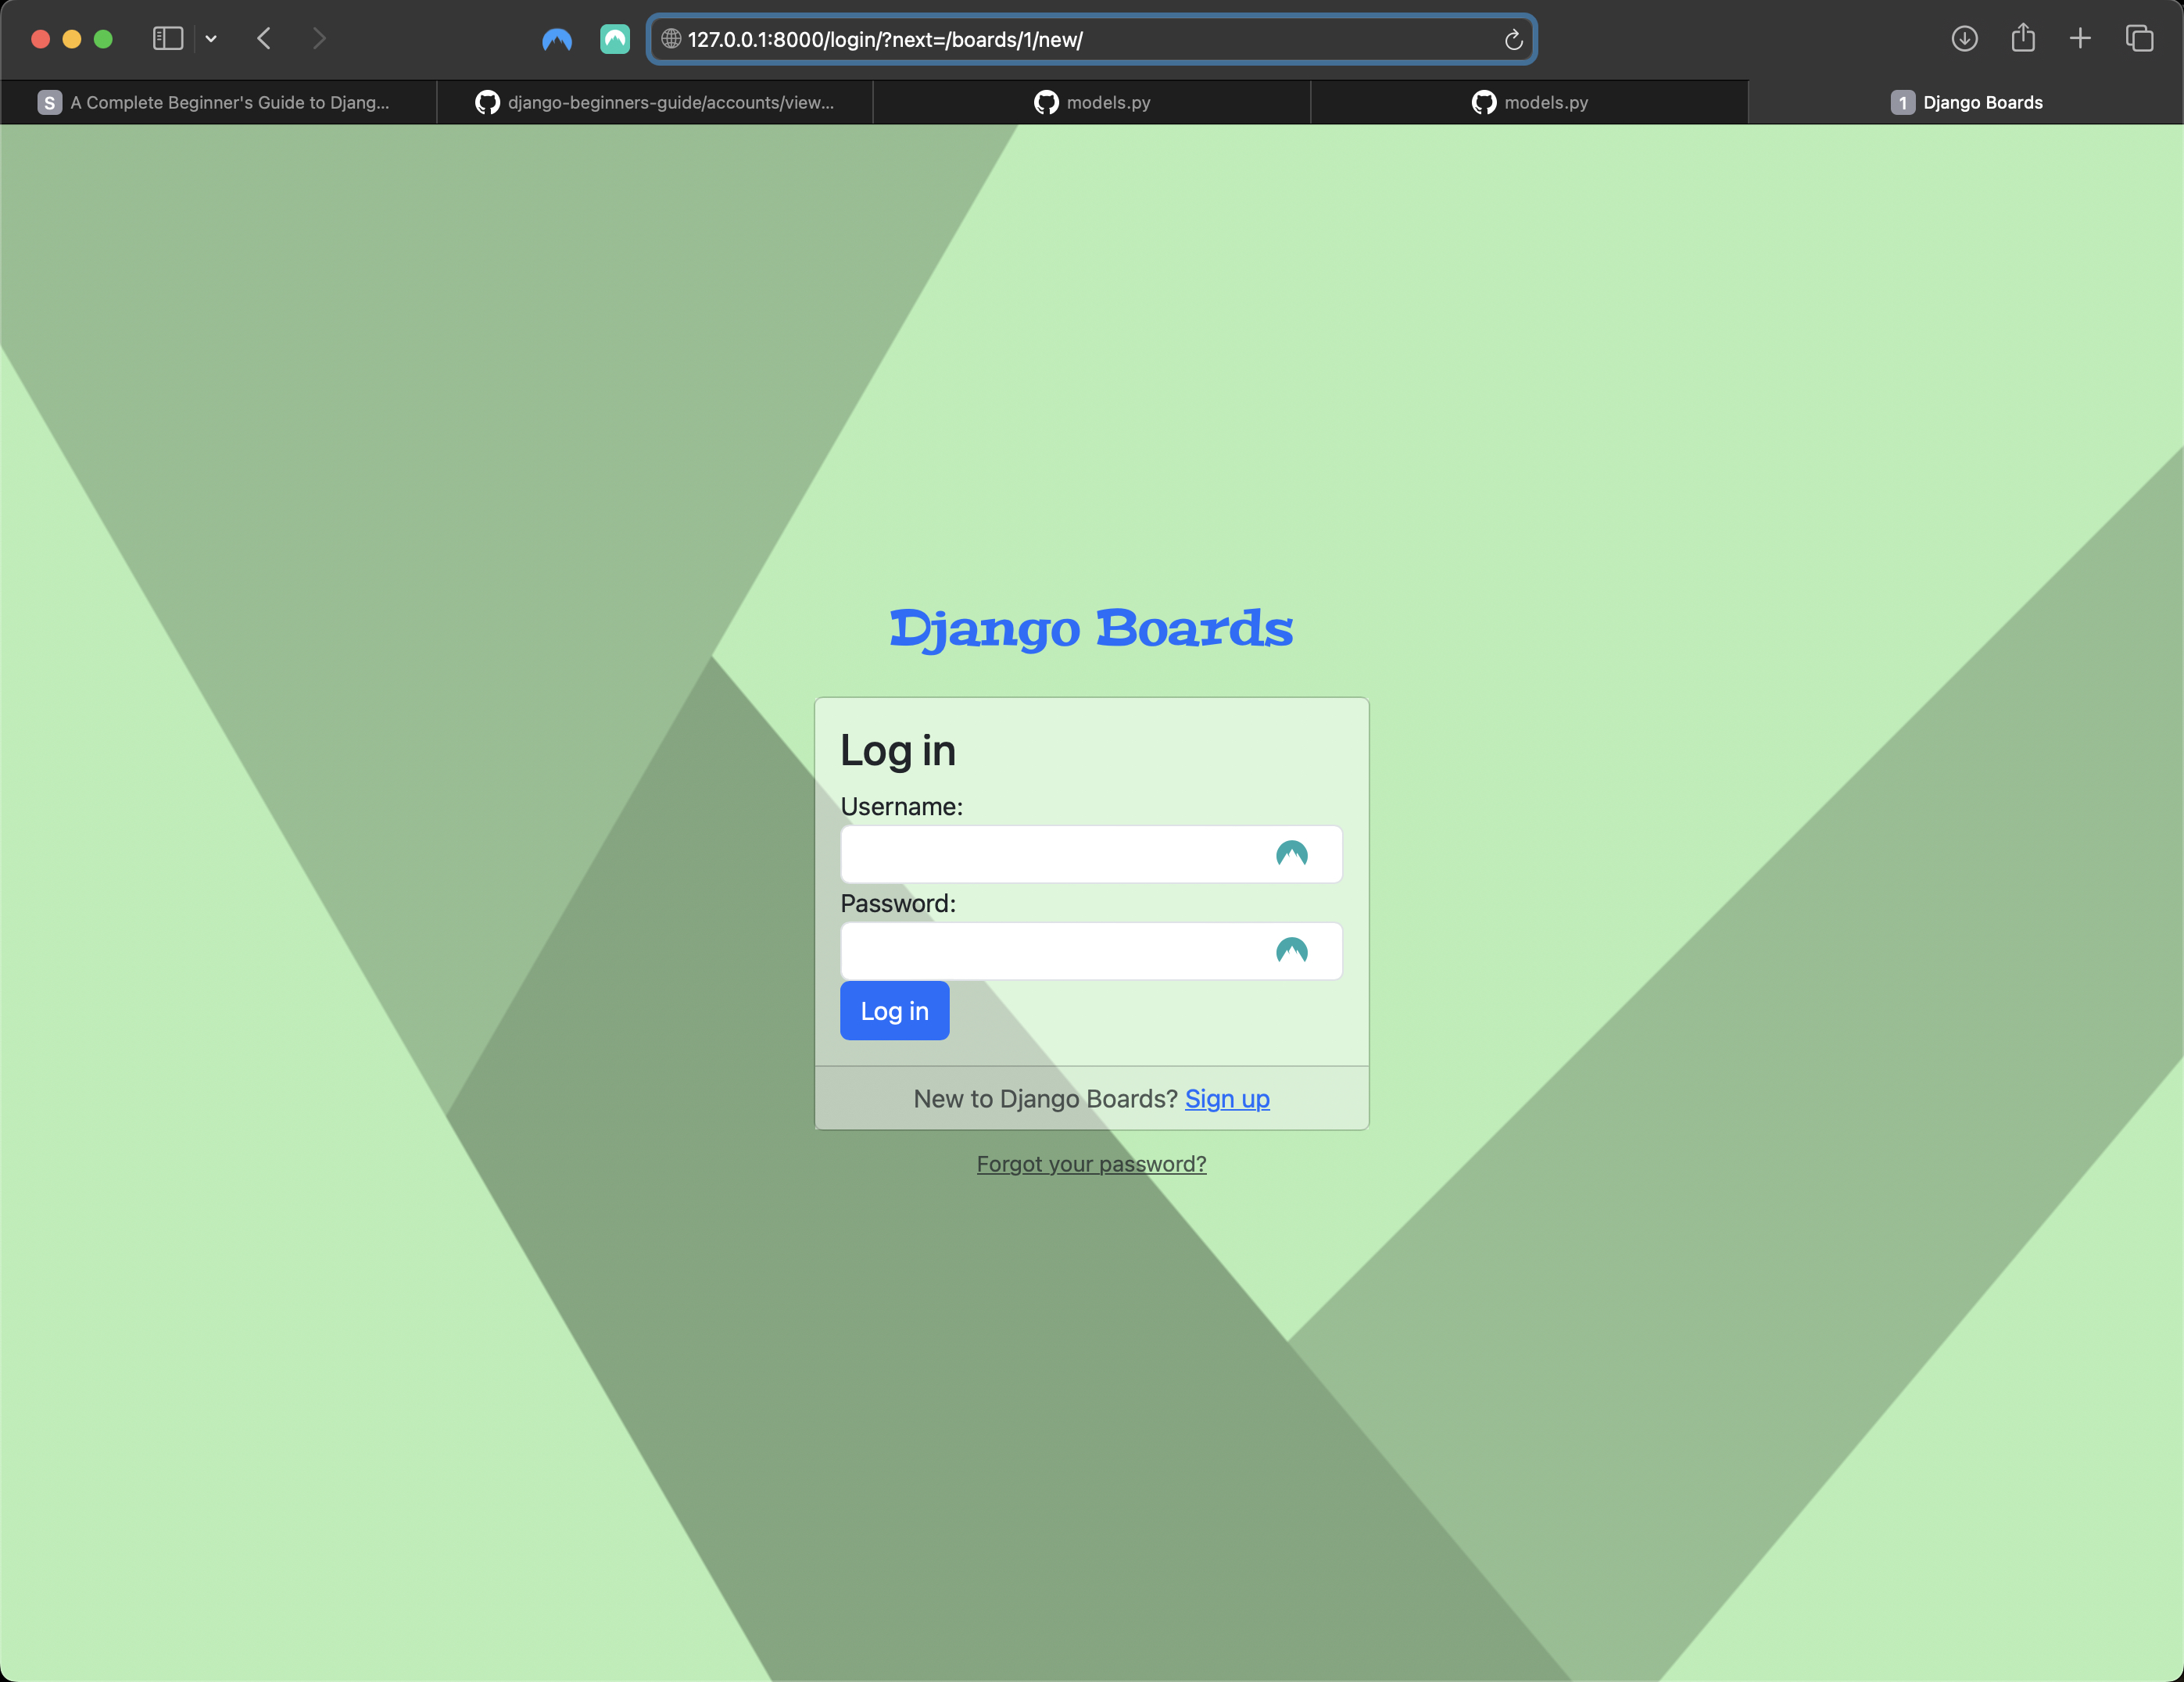 127.0.0.1:8000/login/?next=/boards/1/new/
S A Complete Beginner's Guide to Djang...
django-beginners-guide/accounts/view...
models.py
models.py
1 Django Boards
Django Boards
Log in
Username:
Password:
Log in
New to Django Boards? Sign up
Forgot your password?